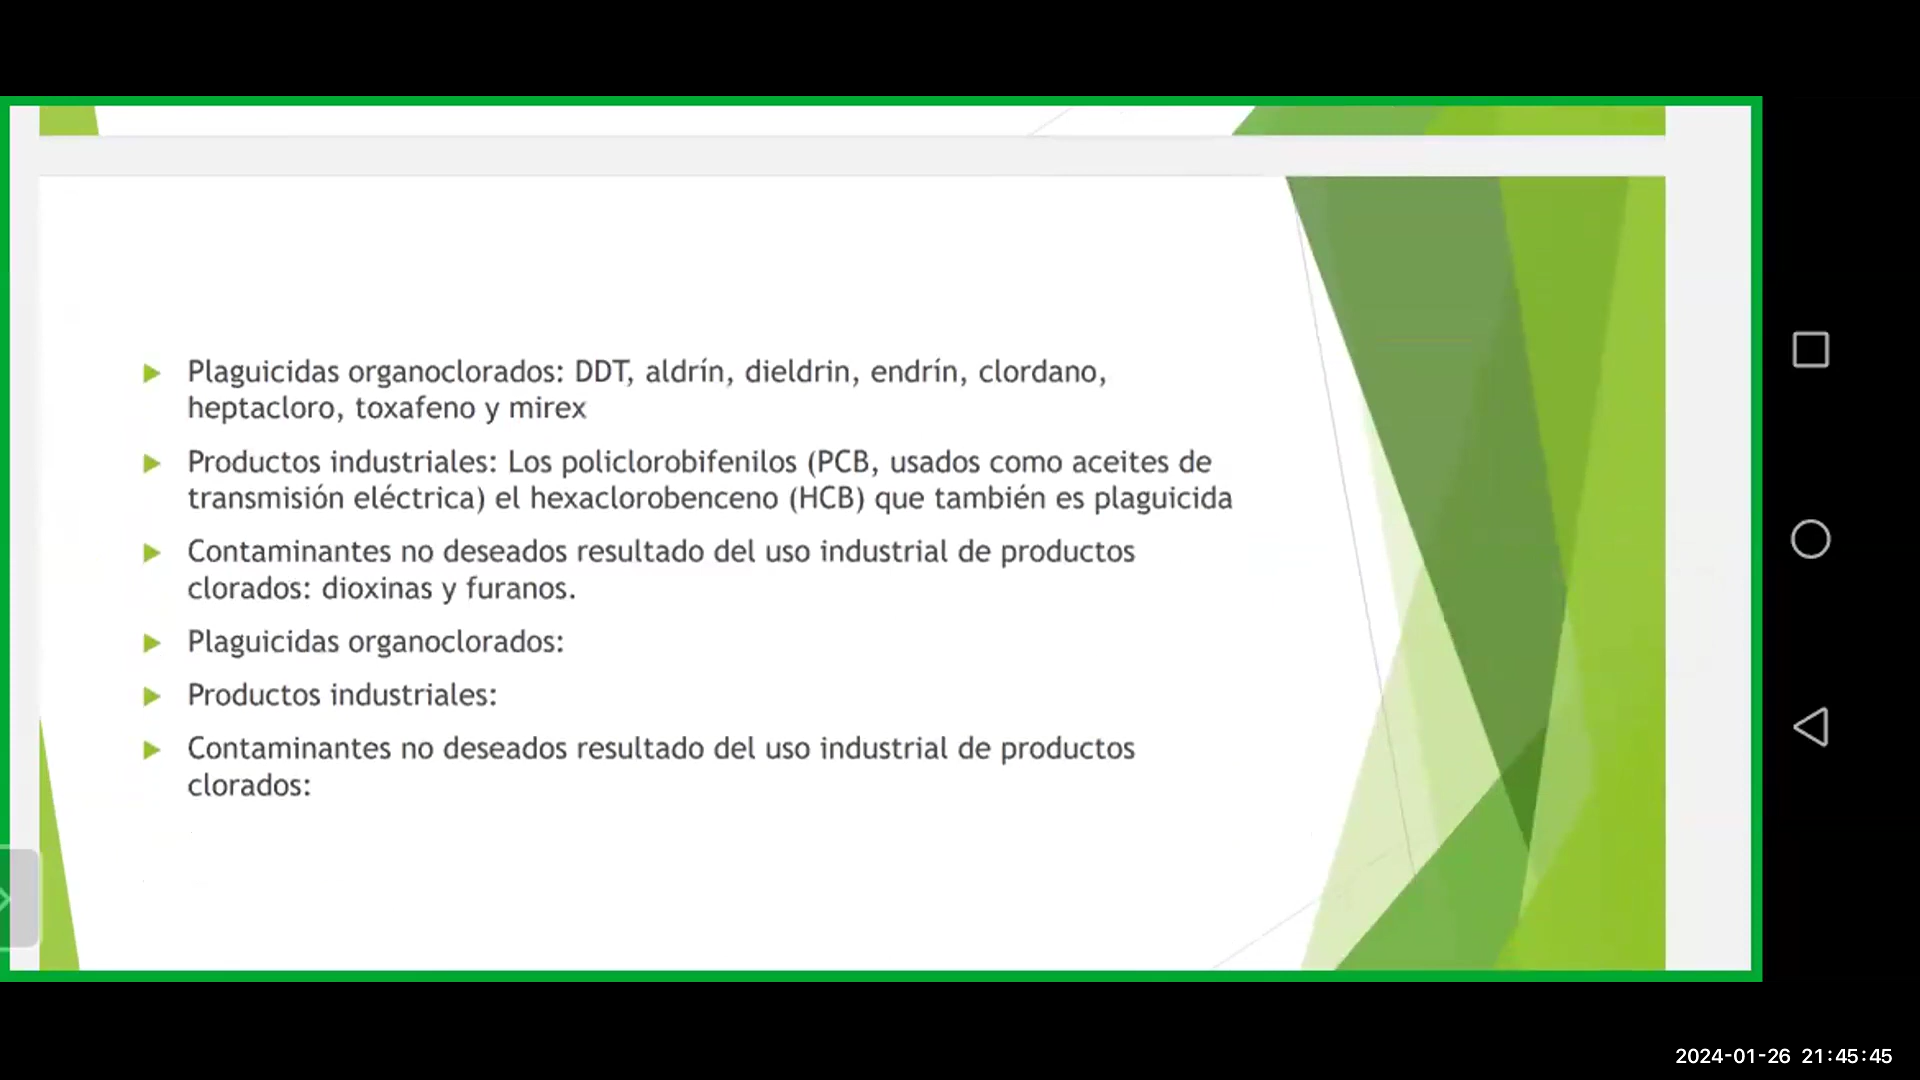 Plaguicidas organoclorados: DDT, aldrín, dieldrin, endrín, clordano,
heptacloro, toxafeno y mirex
Productos industriales: Los policlorobifenilos (PCB, usados como aceites de
transmisión eléctrica) el hexaclorobenceno (HCB) que también es plaguicida
Contaminantes no deseados resultado del uso industrial de productos
clorados: dioxinas y furanos.
Plaguicidas organoclorados:
Productos industriales:
Contaminantes no deseados resultado del uso industrial de productos
clorados:
2024-01-26 21:45:45